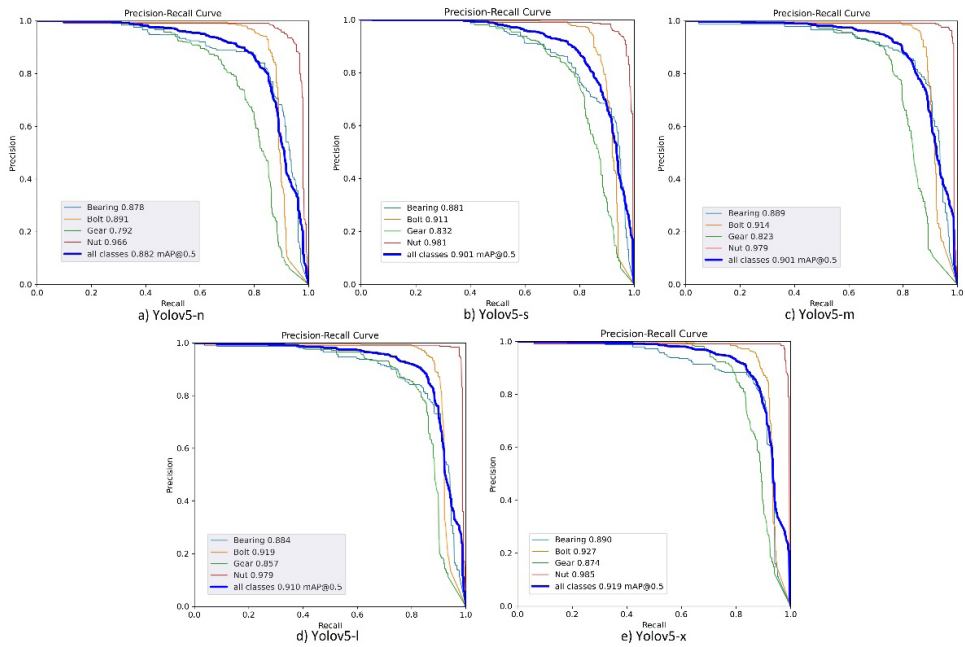 Precision-Recall Curve
1.0
0.8
0.6
0.4
0.2
0.0
Precision
Bearing 0.878
Bolt 0.891
Gear 0.792
Nut 0.966
all classes 0.882 mAP@0.5
0.0 0.2 0.4 0.6 0.8 1.0
Recall
a) Yolov5-n
Precision-Recall Curve
1.0
0.8
0.6
0.4
0.2
0.0
Precision
Bearing 0.881
Bolt 0.911
Gear 0.832
Nut 0.981
all classes 0.901 mAP@0.5
0.0 0.2 0.4 0.6 0.8 1.0
Recall
b) Yolov5-s
Precision-Recall Curve
1.0
0.8
0.6
0.4
0.2
0.0
Precision
Bearing 0.889
Bolt 0.914
Gear 0.823
Nut 0.979
all classes 0.901 mAP@0.5
0.0 0.2 0.4 0.6 0.8 1.0
Recall
c) Yolov5-m
Precision-Recall Curve
1.0
0.8
0.6
0.4
0.2
0.0
Precision
Bearing 0.884
Bolt 0.919
Gear 0.857
Nut 0.979
all classes 0.910 mAP@0.5
0.0 0.2 0.4 0.6 0.8 1.0
Recall
d) Yolov5-l
Precision-Recall Curve
1.0
0.8
0.6
0.4
0.2
0.0
Precision
Bearing 0.890
Bolt 0.927
Gear 0.874
Nut 0.985
all classes 0.919 mAP@0.5
0.0 0.2 0.4 0.6 0.8 1.0
Recall
e) Yolov5-x